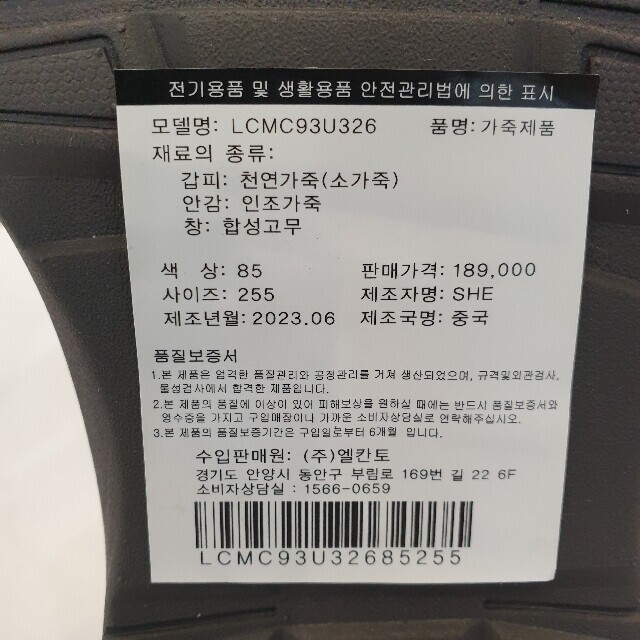 전기용품 및 생활용품 안전관리법에 의한 표시
모델명: LCMC93U326 품명: 가죽제품
재료의 종류:
갑피: 천연가죽(소가죽)
안감: 인조가죽
창: 합성고무
색 상: 85 판매가격: 189,000
사이즈: 255 제조자명: SHE
제조년월: 2023.06 제조국명: 중국
품질보증서
1.본 제품은 엄격한 품질관리와 공정관리를 거쳐 생산되었으며, 규격및외관검사,
물성검사에서 합격한 제품입니다.
2.본 제품의 품질에 이상이 있어 피해보상을 원하실 때에는 반드시 품질보증서와
영수증을 가지고 구입매장이나 가까운 소비자상담실로 연락해주십시오.
3.본 제품의 품질보증기간은 구입일로부터 6개월 입니다.
수입판매원: (주)엘칸토
경기도 안양시 동안구 부림로 169번 길 22 6F
소비자상담실 : 1566-0659
LCMC93U32685255